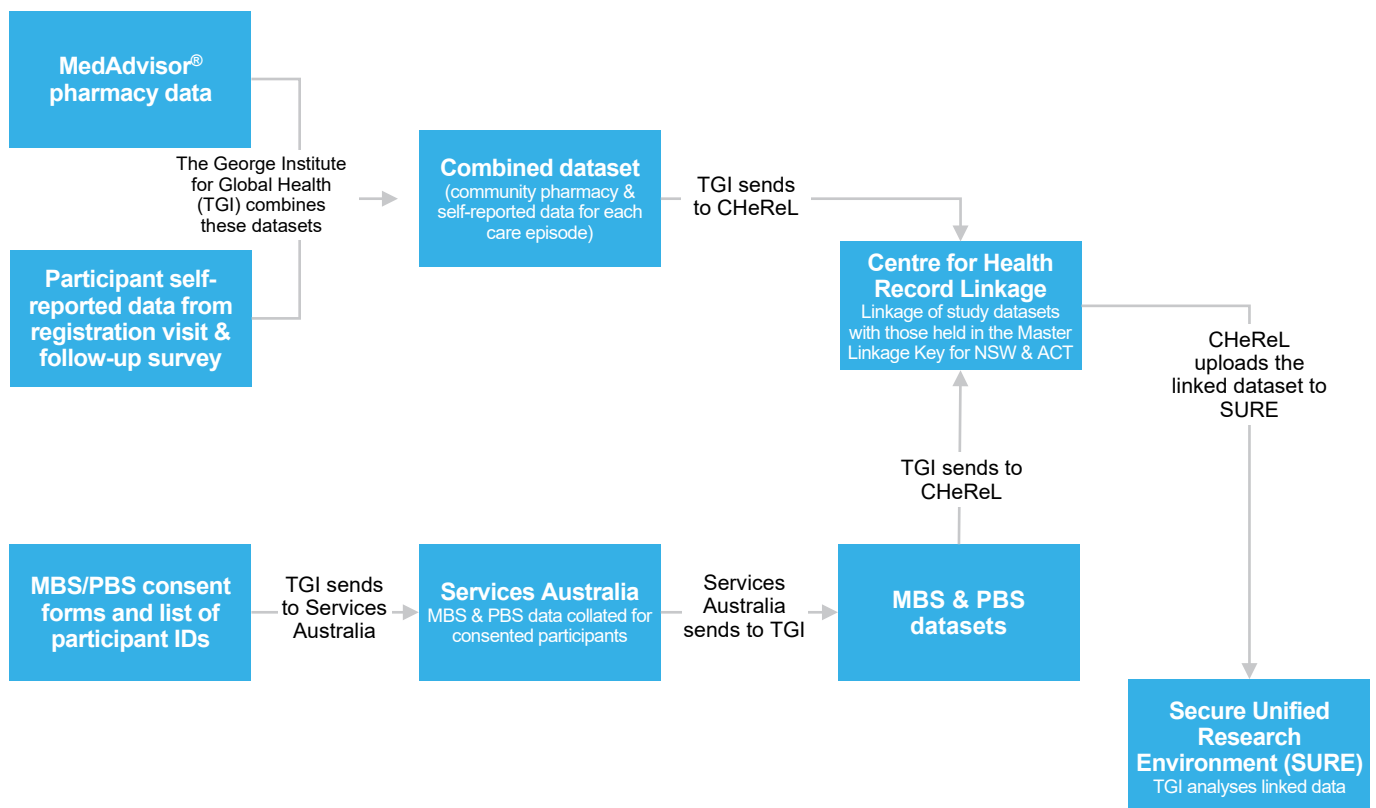 MedAdvisor®
pharmacy data
The George Institute
for Global Health
(TGI) combines
these datasets
Participant self-
reported data from
registration visit &
follow-up survey
Combined dataset
(community pharmacy &
self-reported data for each
care episode)
TGI sends
to CHeReL
Centre for Health
Record Linkage
Linkage of study datasets
with those held in the Master
Linkage Key for NSW & ACT
CHeReL
uploads the
linked dataset to
SURE
TGI sends to
CHeReL
MBS/PBS consent
forms and list of
participant IDs
TGI sends
to Services
Australia
Services Australia
MBS & PBS data collated for
consented participants
Services
Australia
sends to TGI
MBS & PBS
datasets
Secure Unified
Research
Environment (SURE)
TGI analyses linked data